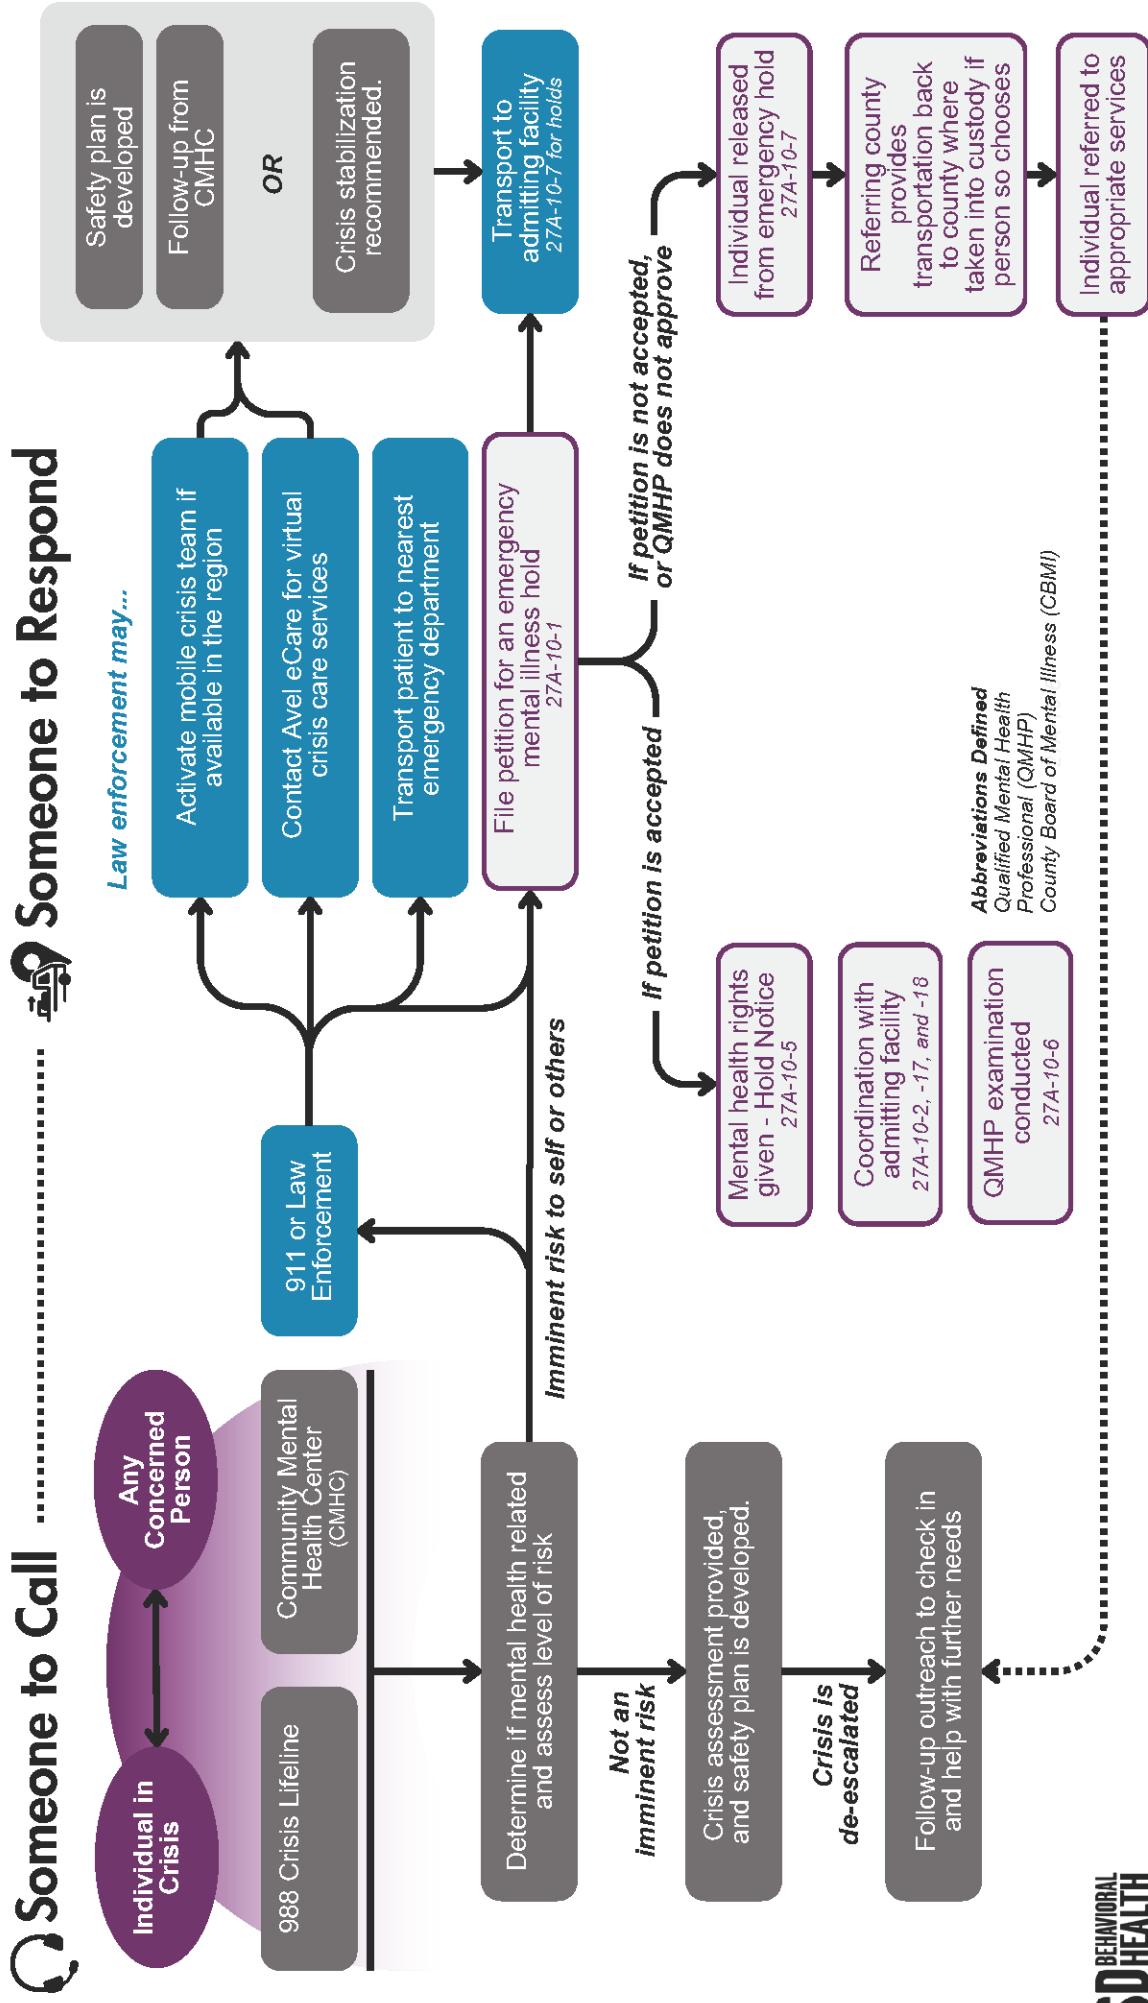 Someone to Call
Someone to Respond
Individual in
Crisis
Any
Concerned
Person
988 Crisis Lifeline
Community Mental
Health Center
(CMHC)
Determine if mental health related
and assess level of risk
Not an
imminent risk
Crisis assessment provided,
and safety plan is developed.
Crisis is
de-escalated
Follow-up outreach to check in
and help with further needs
911 or Law
Enforcement
Imminent risk to self or others
Law enforcement may...
Activate mobile crisis team if
available in the region
Contact Avel eCare for virtual
crisis care services
Transport patient to nearest
emergency department
File petition for an emergency
mental illness hold
27A-10-1
Safety plan is
developed
Follow-up from
CMHC
OR
Crisis stabilization
recommended.
Transport to
admitting facility
27A-10-7 for holds
If petition is accepted
Mental health rights
given - Hold Notice
27A-10-5
Coordination with
admitting facility
27A-10-2, -17, and -18
QMHP examination
conducted
27A-10-6
If petition is not accepted,
or QMHP does not approve
Individual released
from emergency hold
27A-10-7
Referring county
provides
transportation back
to county where
taken into custody if
person so chooses
Individual referred to
appropriate services
Abbreviations Defined
Qualified Mental Health
Professional (QMHP)
County Board of Mental Illness (CBMI)
SD BEHAVIORAL
HEALTH